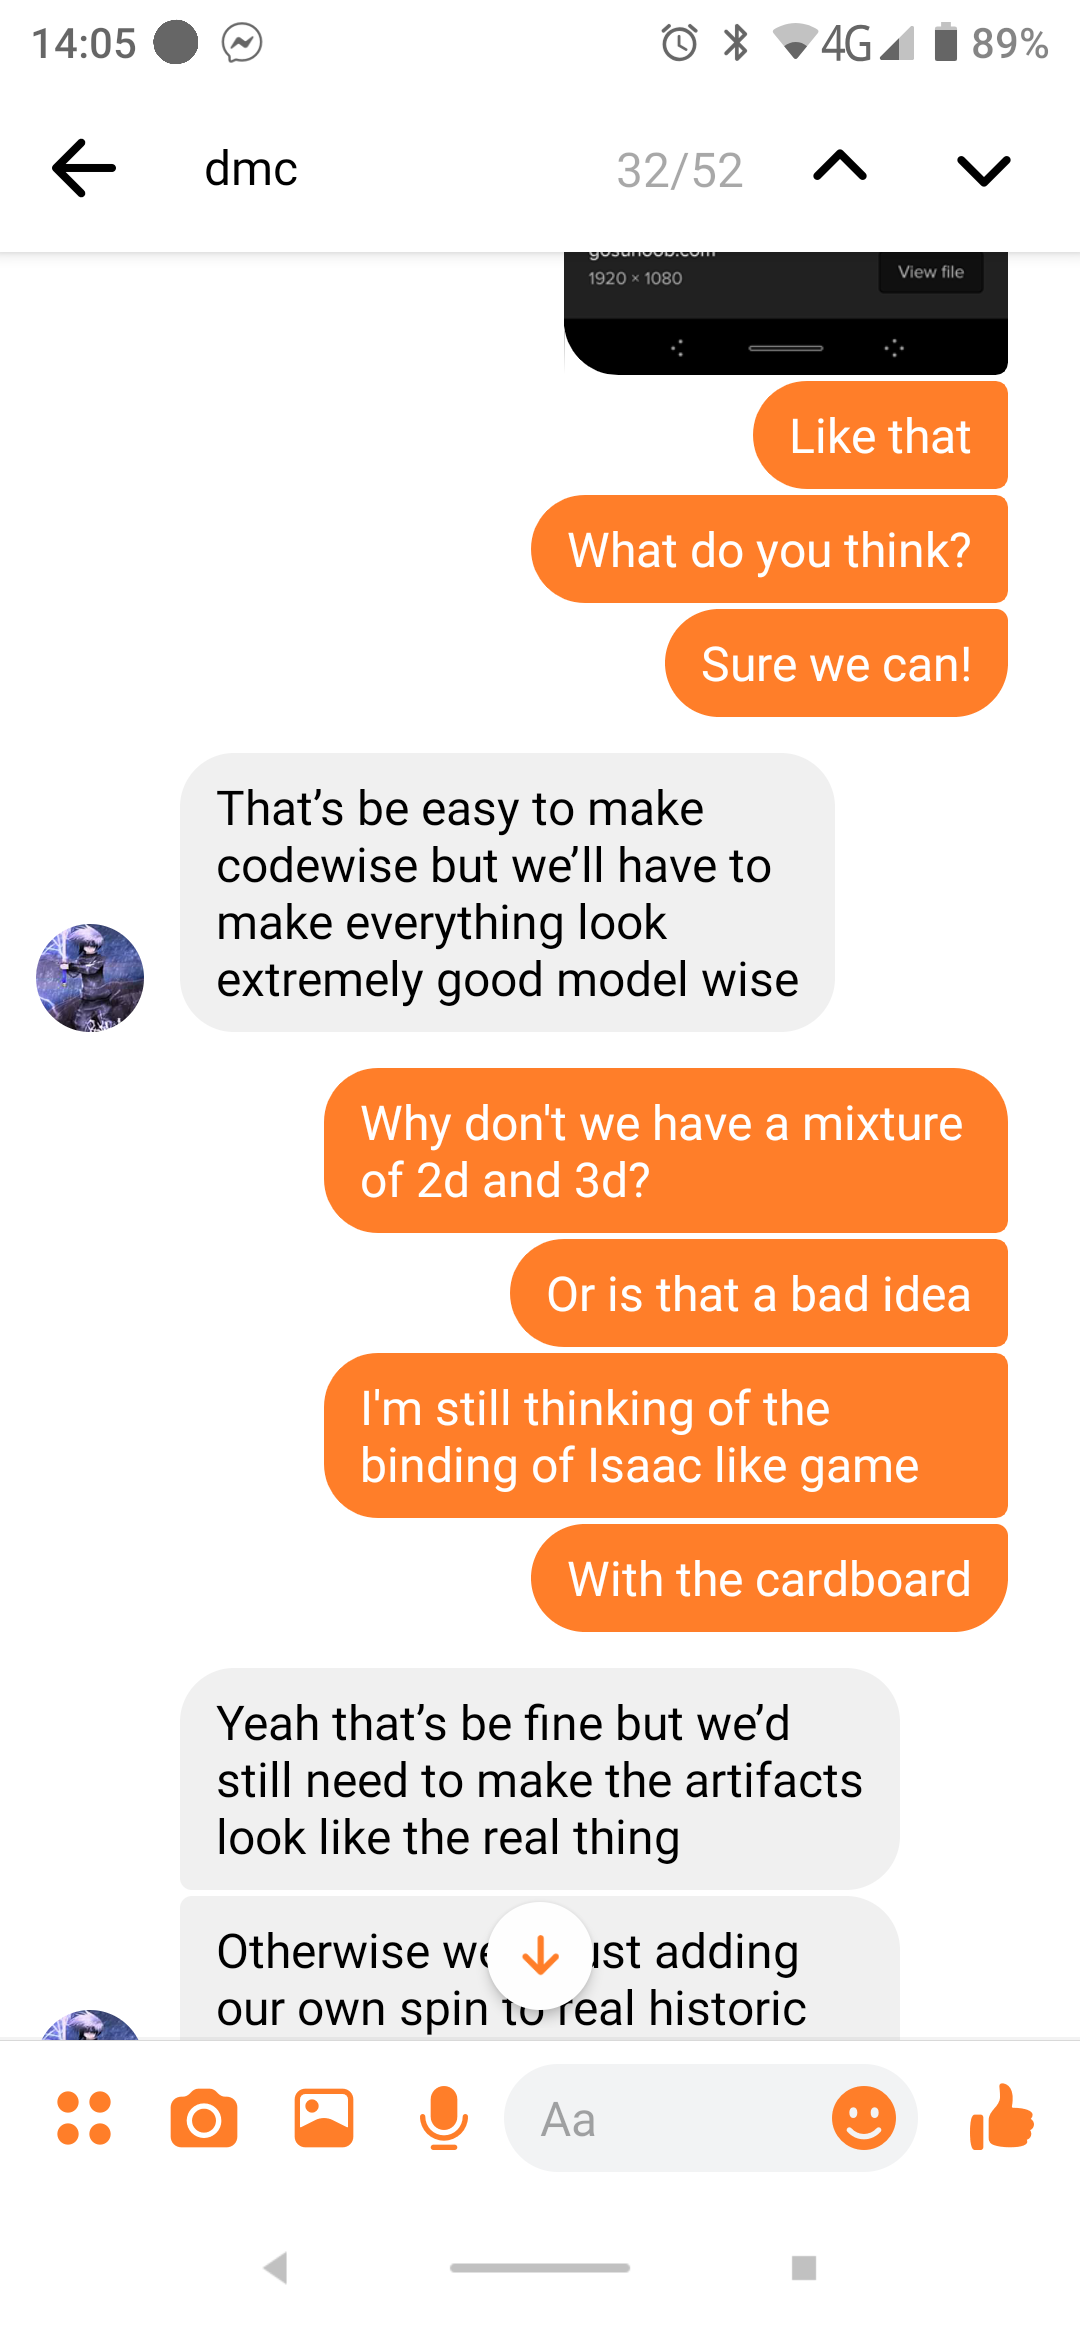 14:05
4G
89%
dmc
32/52
1920 × 1080
View file
Like that
What do you think?
Sure we can!
That's be easy to make
codewise but we'll have to
make everything look
extremely good model wise
Why don't we have a mixture
of 2d and 3d?
Or is that a bad idea
I'm still thinking of the
binding of Isaac like game
With the cardboard
Yeah that's be fine but we'd
still need to make the artifacts
look like the real thing
Otherwise adding
our own spin to real historic
Aa